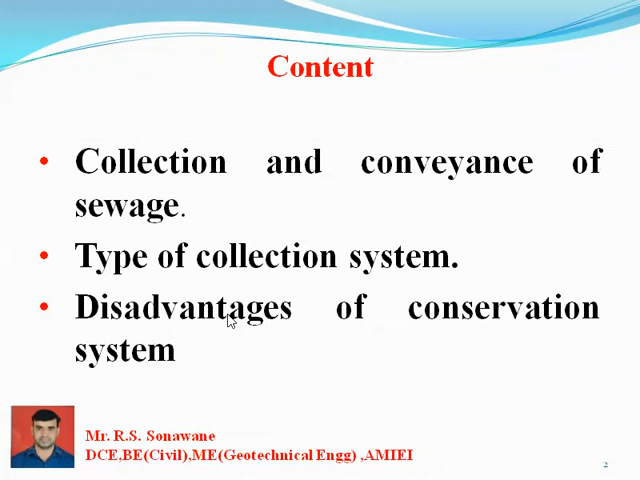 Content
• Collection and conveyance of
sewage.
• Type of collection system.
• Disadvantages of conservation
system
Mr. R.S. Sonawane
DCE,BE(Civil),ME(Geotechnical Engg) ,AMIEI
2